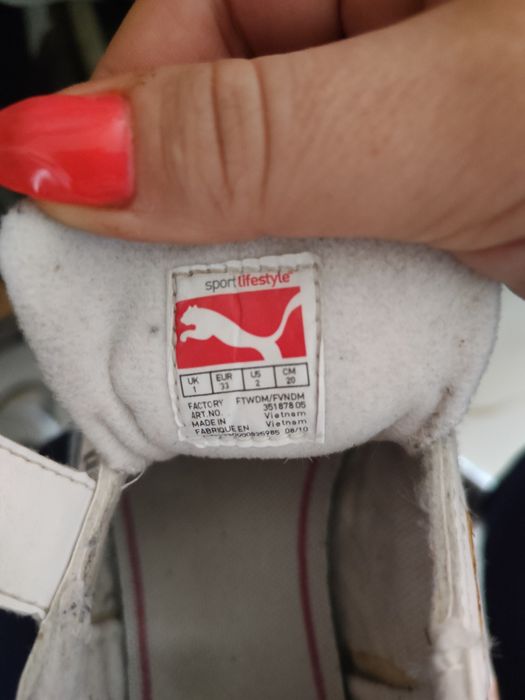 sportlifestyle
UK EUR US CM
1 33 2 20
FACTORY FTWDM/FVNDM
ART.NO. 351878 05
MADE IN Vietnam
FABRIQUE EN Vietnam
08/10